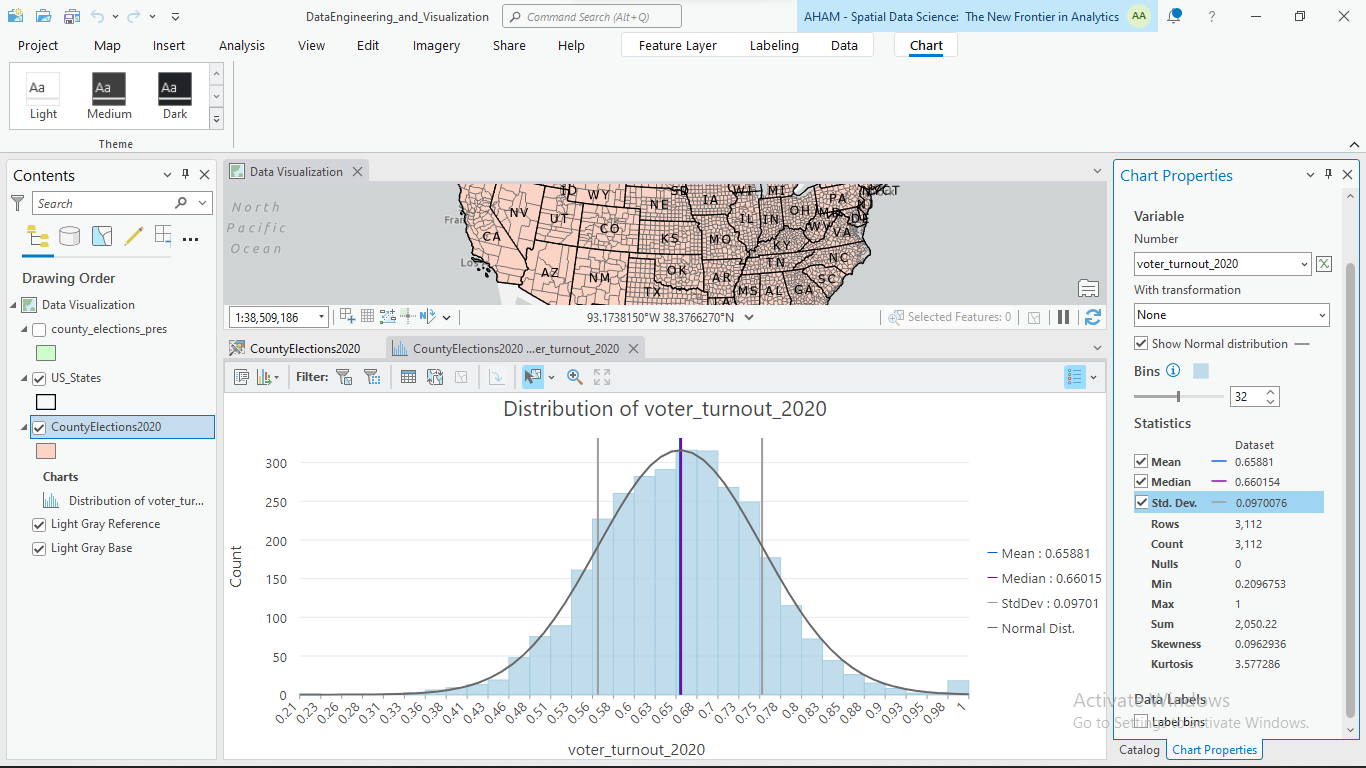 DataEngineering_and_Visualization
Command Search (Alt+Q)
AHAM - Spatial Data Science: The New Frontier in Analytics
AA
?
Project
Map
Insert
Analysis
View
Edit
Imagery
Share
Help
Feature Layer
Labeling
Data
Chart
Aa
Aa
Aa
Light
Medium
Dark
Theme
Contents
Search
Drawing Order
Data Visualization
county_elections_pres
US_States
CountyElections2020
Charts
Distribution of voter_tur...
Light Gray Reference
Light Gray Base
Data Visualization
North
Pacific
Ocean
Fran
Los
ID
WY
SD
WI
MI
NV
UT
CO
NE
IA
IL
IN
OH
PA
CA
KS
MO
KY
WV
VA
AZ
NM
OK
AR
TN
NC
SC
TX
MS
AL
GA
1:38,509,186
93.1738150°W 38.3766270°N
Selected Features: 0
CountyElections2020
CountyElections2020 ...er_turnout_2020
Filter:
Distribution of voter_turnout_2020
Count
300
250
200
150
100
50
0
0.21
0.23
0.26
0.28
0.31
0.33
0.36
0.38
0.41
0.43
0.46
0.48
0.51
0.53
0.56
0.58
0.6
0.63
0.65
0.68
0.7
0.73
0.75
0.78
0.8
0.83
0.85
0.88
0.9
0.93
0.95
0.98
1
voter_turnout_2020
Mean : 0.65881
Median : 0.66015
StdDev : 0.09701
Normal Dist.
Chart Properties
Variable
Number
voter_turnout_2020
With transformation
None
Show Normal distribution
Bins
32
Statistics
Dataset
Mean 0.65881
Median 0.660154
Std. Dev. 0.0970076
Rows 3,112
Count 3,112
Nulls 0
Min 0.2096753
Max 1
Sum 2,050.22
Skewness 0.0962936
Kurtosis 3.577286
Data Labels
Label bins
Activate Windows
Go to Settings to activate Windows.
Catalog
Chart Properties